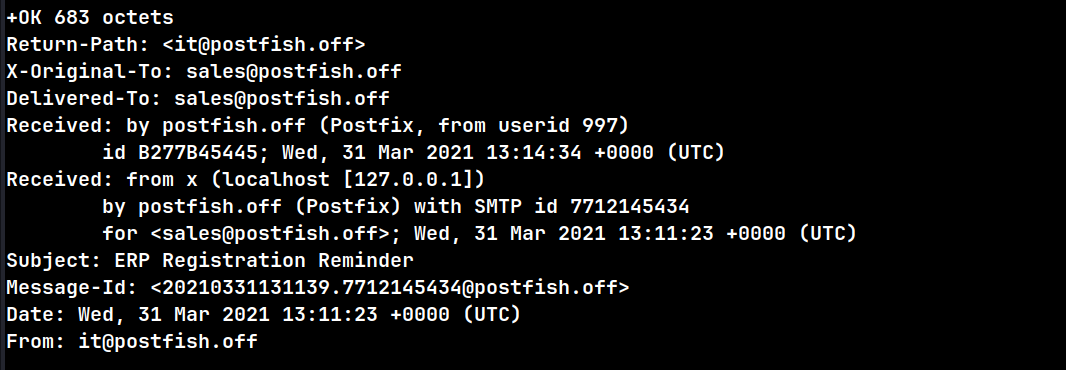 +OK 683 octets
Return-Path: <it@postfish.off>
X-Original-To: sales@postfish.off
Delivered-To: sales@postfish.off
Received: by postfish.off (Postfix, from userid 997)
        id B277B45445; Wed, 31 Mar 2021 13:14:34 +0000 (UTC)
Received: from x (localhost [127.0.0.1])
        by postfish.off (Postfix) with SMTP id 7712145434
        for <sales@postfish.off>; Wed, 31 Mar 2021 13:11:23 +0000 (UTC)
Subject: ERP Registration Reminder
Message-Id: <20210331131139.7712145434@postfish.off>
Date: Wed, 31 Mar 2021 13:11:23 +0000 (UTC)
From: it@postfish.off